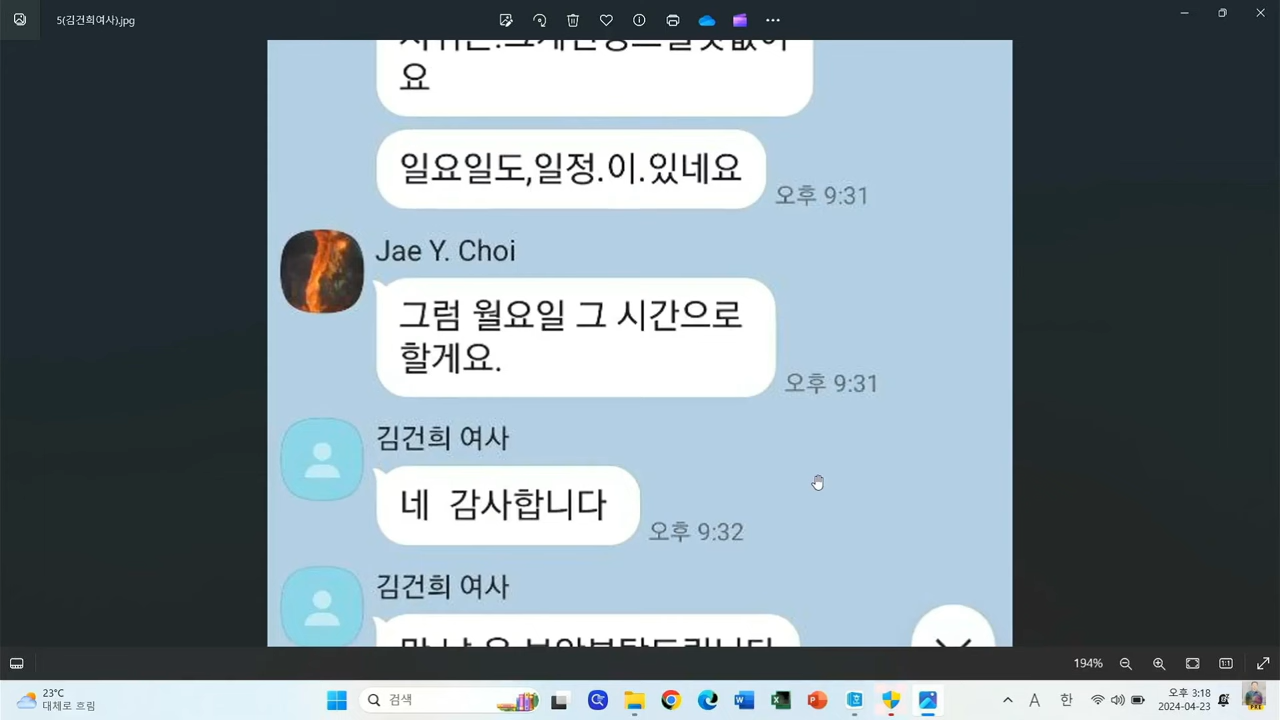 5(김건희여사).jpg
요
일요일도,일정.이.있네요
오후 9:31
Jae Y. Choi
그럼 월요일 그 시간으로
할게요.
오후 9:31
김건희 여사
네  감사합니다
오후 9:32
김건희 여사
194%
23°C
대체로 흐림
검색
A
한
오후 3:18
2024-04-23